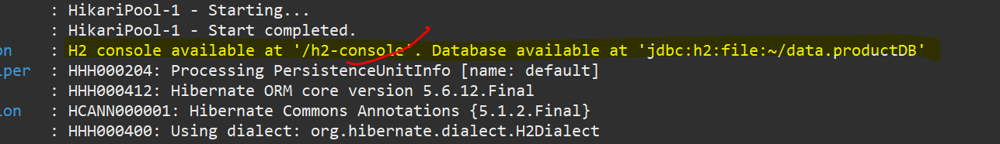 : HikariPool-1 - Starting...
: HikariPool-1 - Start completed.
on : H2 console available at '/h2-console'. Database available at 'jdbc:h2:file:~/data.productDB'
lper : HHH000204: Processing PersistenceUnitInfo [name: default]
: HHH000412: Hibernate ORM core version 5.6.12.Final
ion : HCANN000001: Hibernate Commons Annotations {5.1.2.Final}
: HHH000400: Using dialect: org.hibernate.dialect.H2Dialect